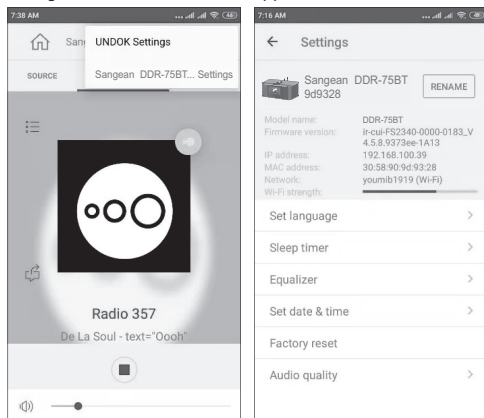 7:38 AM
48
San
UNDOK Settings
Sangean DDR-75BT... Settings
SOURCE
Radio 357
De La Soul - text="Oooh"
7:16 AM
Settings
Sangean DDR-75BT
9d9328
RENAME
Model name: DDR-75BT
Firmware version: ir-cui-FS2340-0000-0183_V
4.5.8.9373ee-1A13
IP address: 192.168.100.39
MAC address: 30:58:90:9d:93:28
Network: youmib1919 (Wi-Fi)
Wi-Fi strength:
Set language
Sleep timer
Equalizer
Set date & time
Factory reset
Audio quality